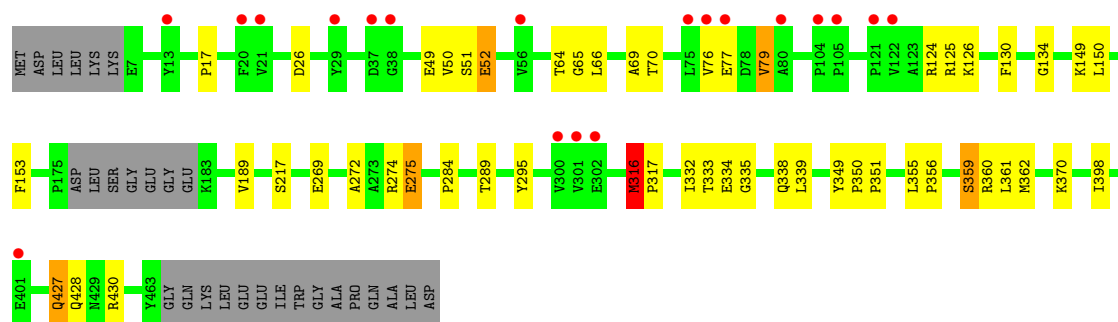 MET ASP LEU LEU LYS LYS E7 Y13 P17 F20 V21 D26 Y29 D37 G38 E49 V50 S51 E52 V56 T64 G65 L66 A69 T70 L75 V76 E77 D78 V79 A80 P104 P105 P121 V122 A123 R124 R125 K126 F130 G134 K149 L150
F153 P175 ASP LEU SER GLY GLU GLY GLU K183 V189 S217 E269 A272 A273 R274 E275 P284 T289 Y295 V300 V301 E302 M316 P317 I332 T333 E334 G335 Q338 L339 Y349 P350 P351 L355 P356 S359 R360 L361 M362 K370 I398
E401 Q427 Q428 N429 R430 Y463 GLY GLN LYS LEU GLU GLU ILE TRP GLY ALA PRO GLN ALA LEU ASP